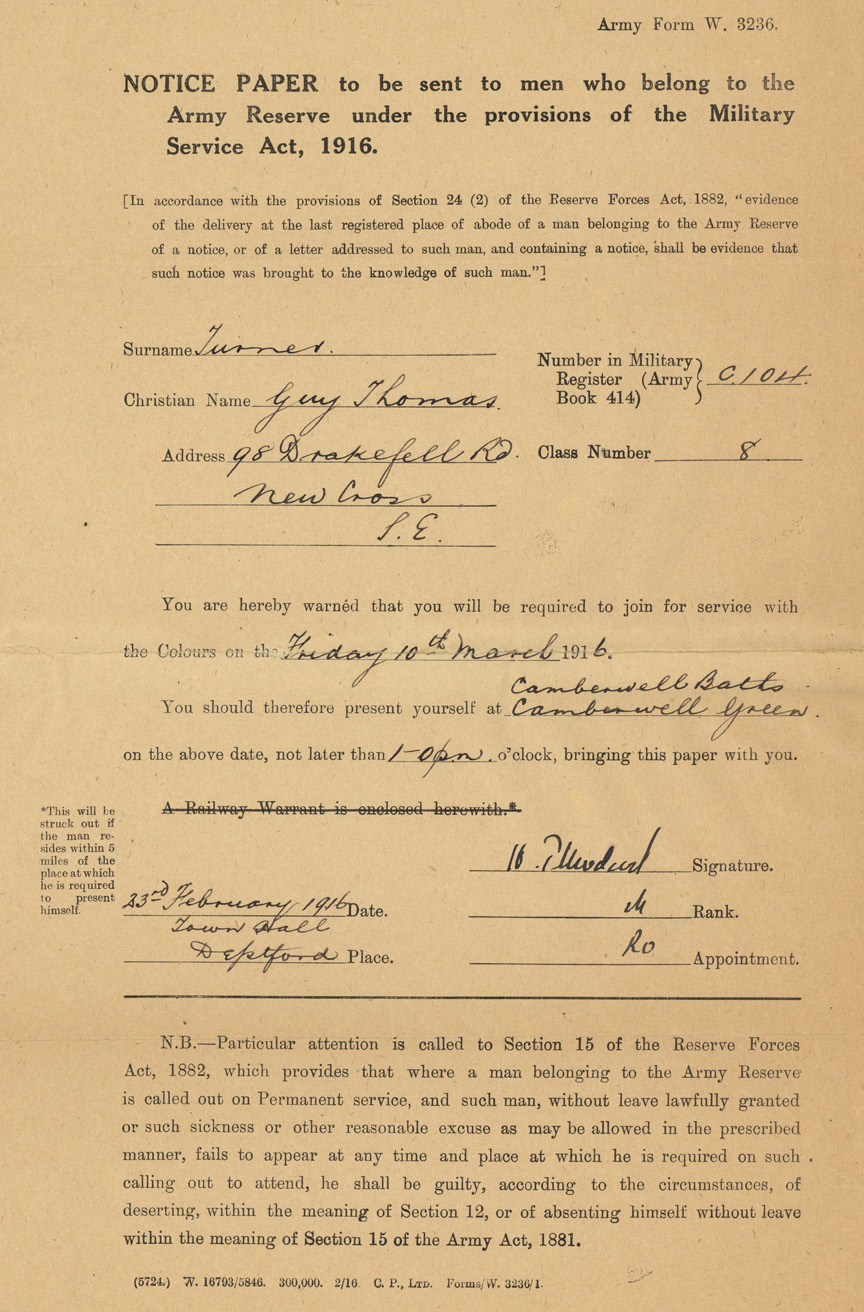 Army Form W. 3236.
NOTICE PAPER to be sent to men who belong to the
Army Reserve under the provisions of the Military
Service Act, 1916.
[In accordance with the provisions of Section 24 (2) of the Reserve Forces Act, 1882, "evidence
of the delivery at the last registered place of abode of a man belonging to the Army Reserve
of a notice, or of a letter addressed to such man, and containing a notice, shall be evidence that
such notice was brought to the knowledge of such man."]
Surname Turner.
Christian Name Guy Thomas.
Address 98 Drakefell Rd.
New Cross
S.E.
Number in Military
Register (Army
Book 414) } C.104.
Class Number 8
You are hereby warned that you will be required to join for service with
the Colours on the Friday 10th March 1916.
Camberwell Baths
You should therefore present yourself at Camberwell Green.
on the above date, not later than 1-0pm. o'clock, bringing this paper with you.
A Railway Warrant is enclosed herewith.*
*This will be
struck out if
the man re-
sides within 5
miles of the
place at which
he is required
to present
himself.
Signature.
23rd February 1916 Date.
Rank.
Town Hall
Deptford Place.
RO Appointment.
N.B.—Particular attention is called to Section 15 of the Reserve Forces
Act, 1882, which provides that where a man belonging to the Army Reserve
is called out on Permanent service, and such man, without leave lawfully granted
or such sickness or other reasonable excuse as may be allowed in the prescribed
manner, fails to appear at any time and place at which he is required on such
calling out to attend, he shall be guilty, according to the circumstances, of
deserting, within the meaning of Section 12, or of absenting himself without leave
within the meaning of Section 15 of the Army Act, 1881.
(5724.) W. 16793/5846. 300,000. 2/16. C. P., LTD. Forms/W. 3236/1.